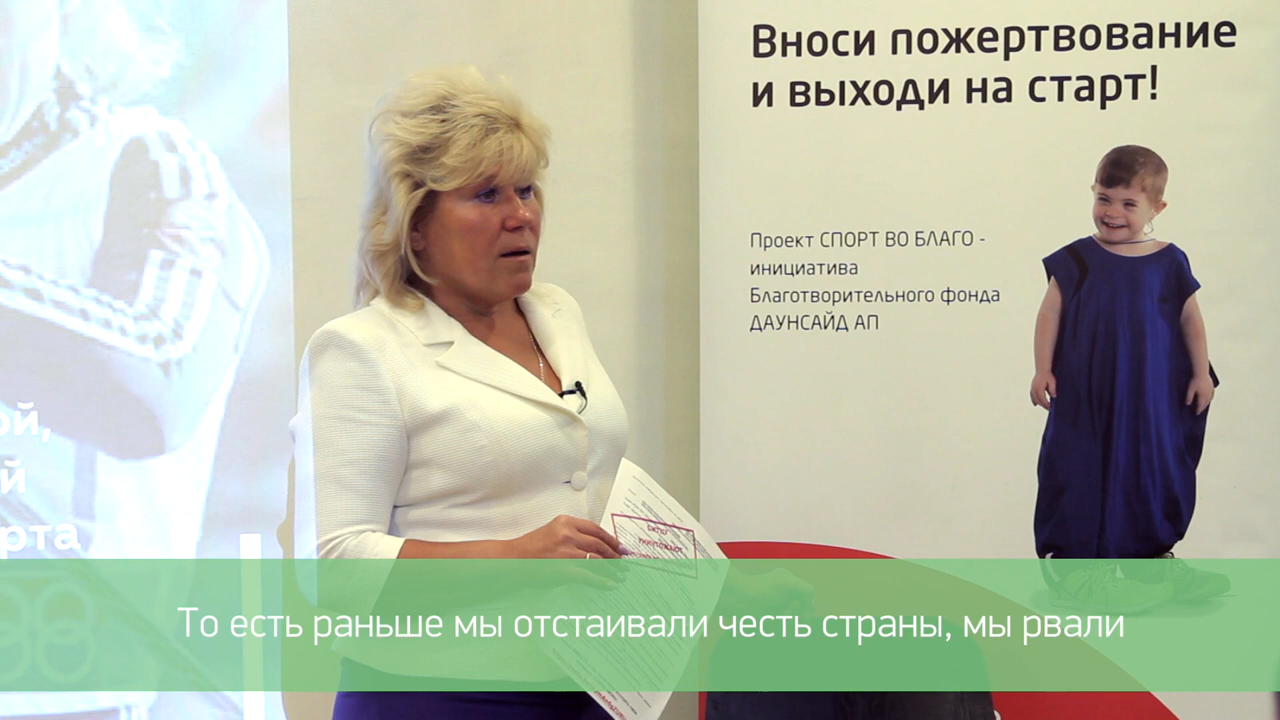 Вноси пожертвование
и выходи на старт!
Проект СПОРТ ВО БЛАГО -
инициатива
Благотворительного фонда
ДАУНСАЙД АП
То есть раньше мы отстаивали честь страны, мы рвали